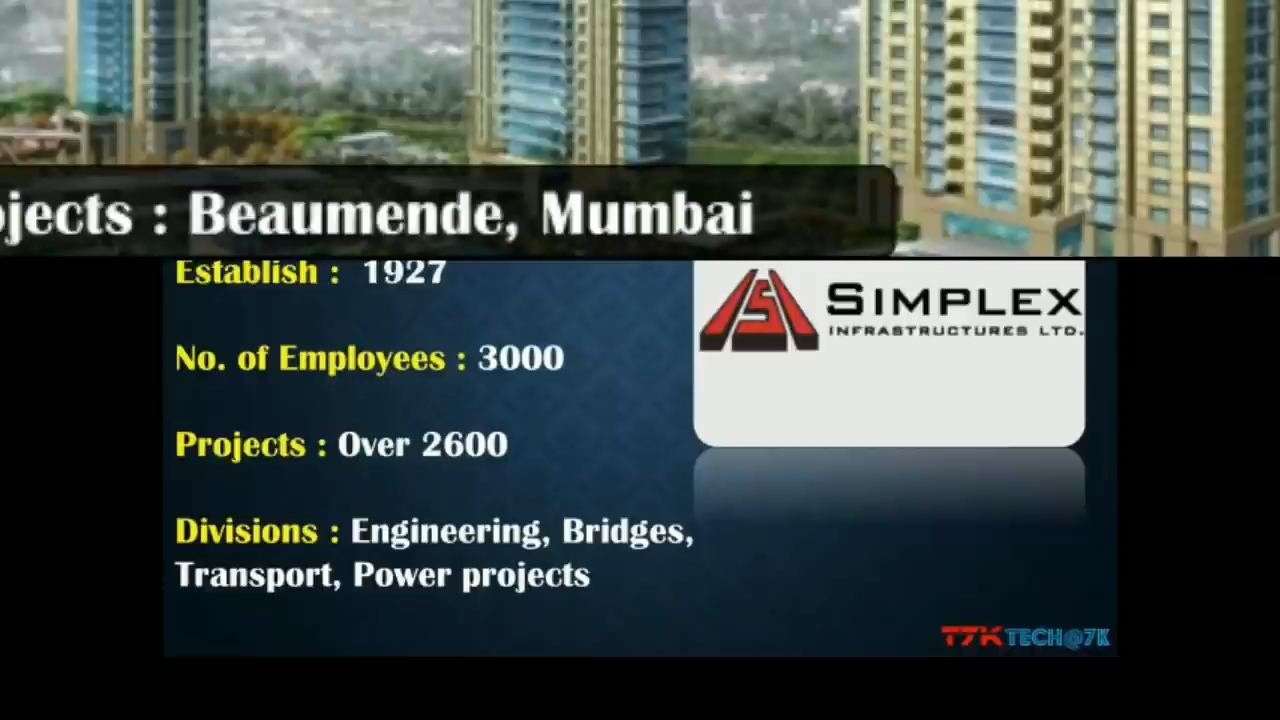 jects : Beaumende, Mumbai
Establish : 1927
SIMPLEX
INFRASTRUCTURES LTD.
No. of Employees : 3000
Projects : Over 2600
Divisions : Engineering, Bridges,
Transport, Power projects
T7K TECH@7K